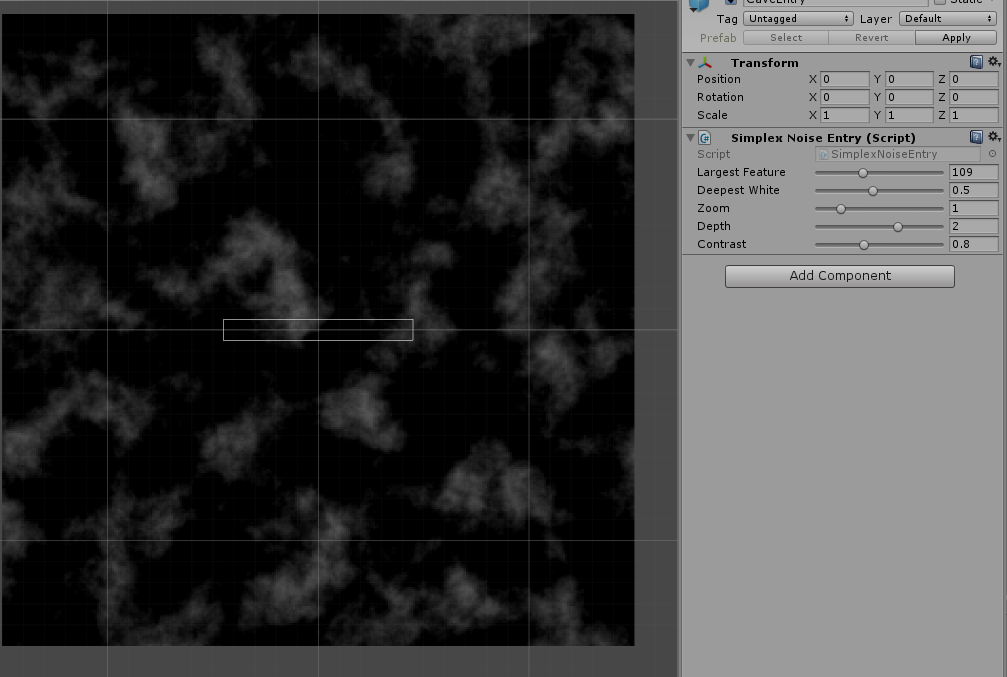 CaveEntry Static
Tag Untagged Layer Default
Prefab Select Revert Apply
Transform
Position X 0 Y 0 Z 0
Rotation X 0 Y 0 Z 0
Scale X 1 Y 1 Z 1
Simplex Noise Entry (Script)
Script SimplexNoiseEntry
Largest Feature 109
Deepest White 0.5
Zoom 1
Depth 2
Contrast 0.8
Add Component